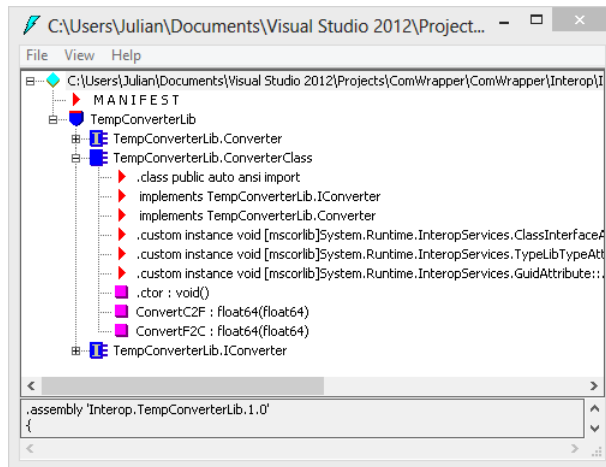 C:\Users\Julian\Documents\Visual Studio 2012\Project...
File View Help
C:\Users\Julian\Documents\Visual Studio 2012\Projects\ComWrapper\ComWrapper\Interop\I
M A N I F E S T
TempConverterLib
TempConverterLib.Converter
TempConverterLib.ConverterClass
.class public auto ansi import
implements TempConverterLib.IConverter
implements TempConverterLib.Converter
.custom instance void [mscorlib]System.Runtime.InteropServices.ClassInterfaceA
.custom instance void [mscorlib]System.Runtime.InteropServices.TypeLibTypeAtt
.custom instance void [mscorlib]System.Runtime.InteropServices.GuidAttribute::.
.ctor : void()
ConvertC2F : float64(float64)
ConvertF2C : float64(float64)
TempConverterLib.IConverter
.assembly 'Interop.TempConverterLib.1.0'
{